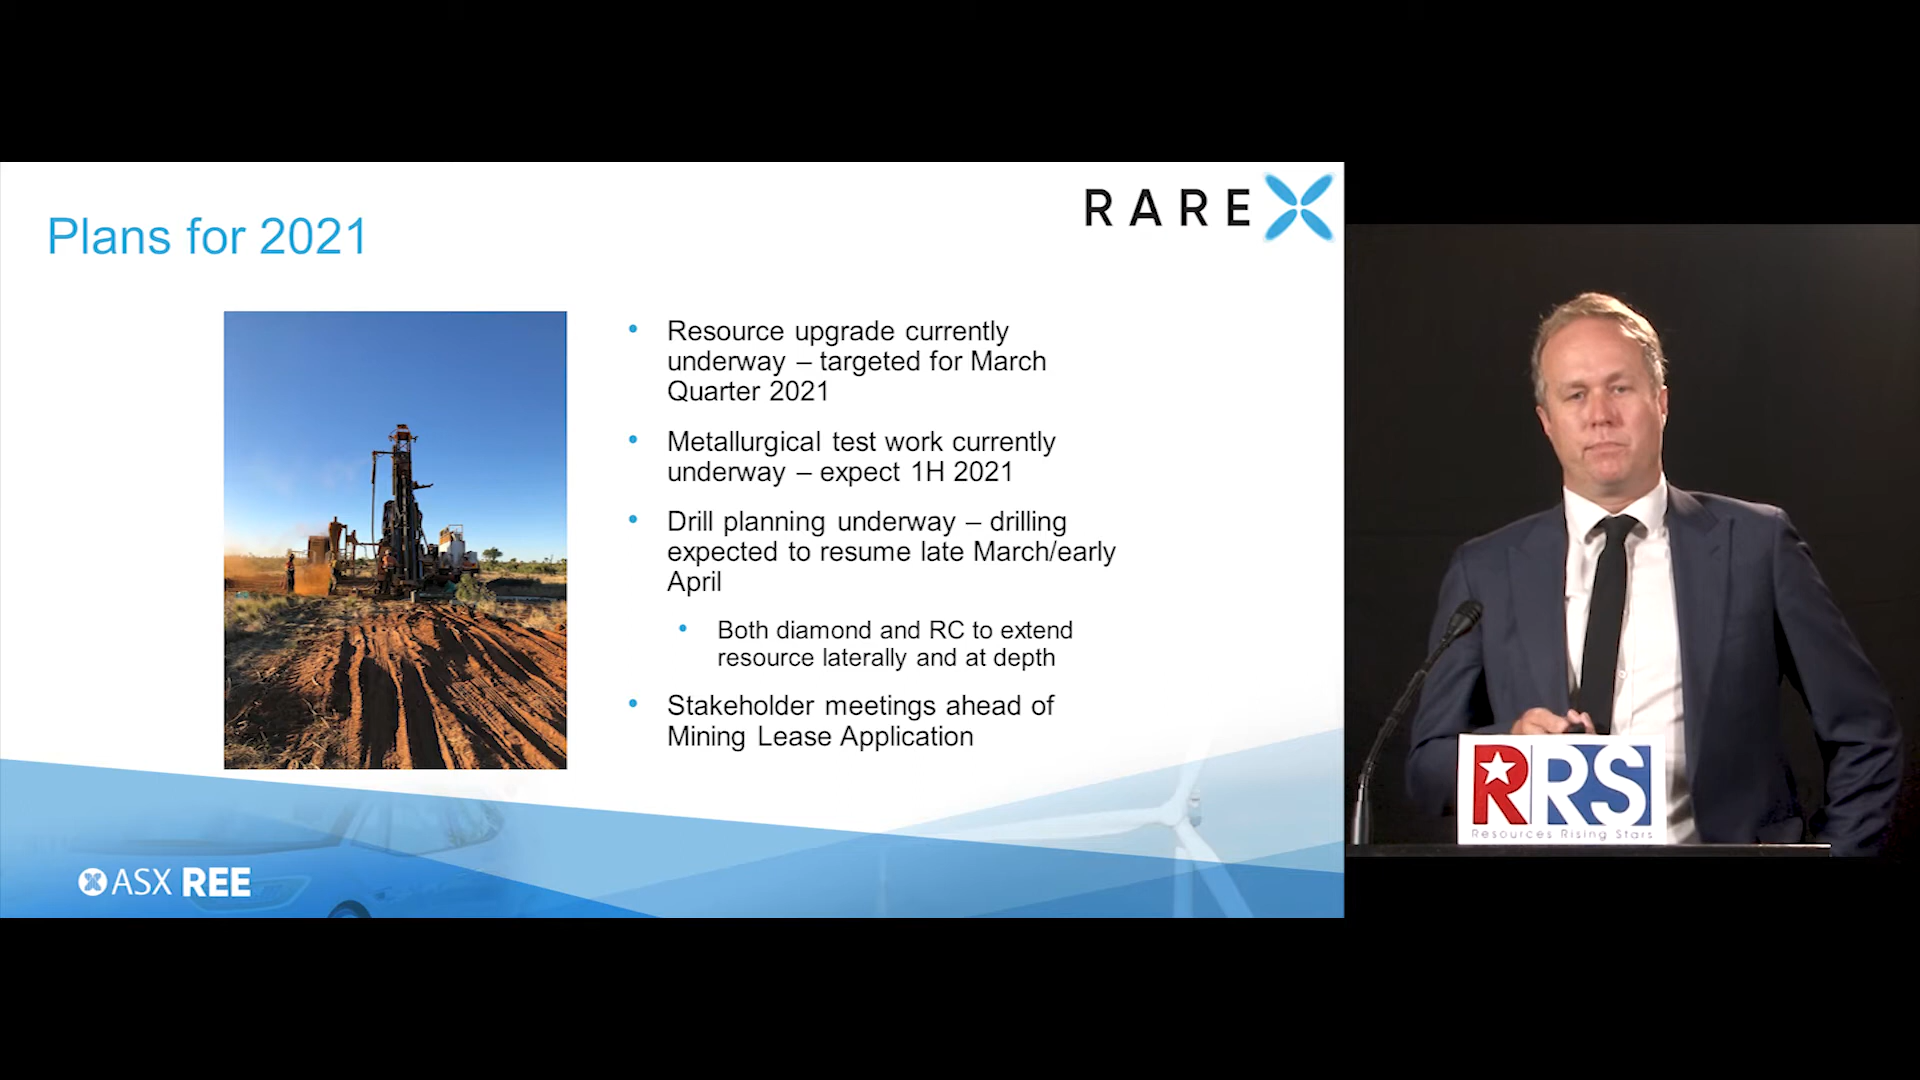 RAREX
Plans for 2021
• Resource upgrade currently
underway – targeted for March
Quarter 2021
• Metallurgical test work currently
underway – expect 1H 2021
• Drill planning underway – drilling
expected to resume late March/early
April
• Both diamond and RC to extend
resource laterally and at depth
• Stakeholder meetings ahead of
Mining Lease Application
ASX REE
RRS
Resources Rising Stars